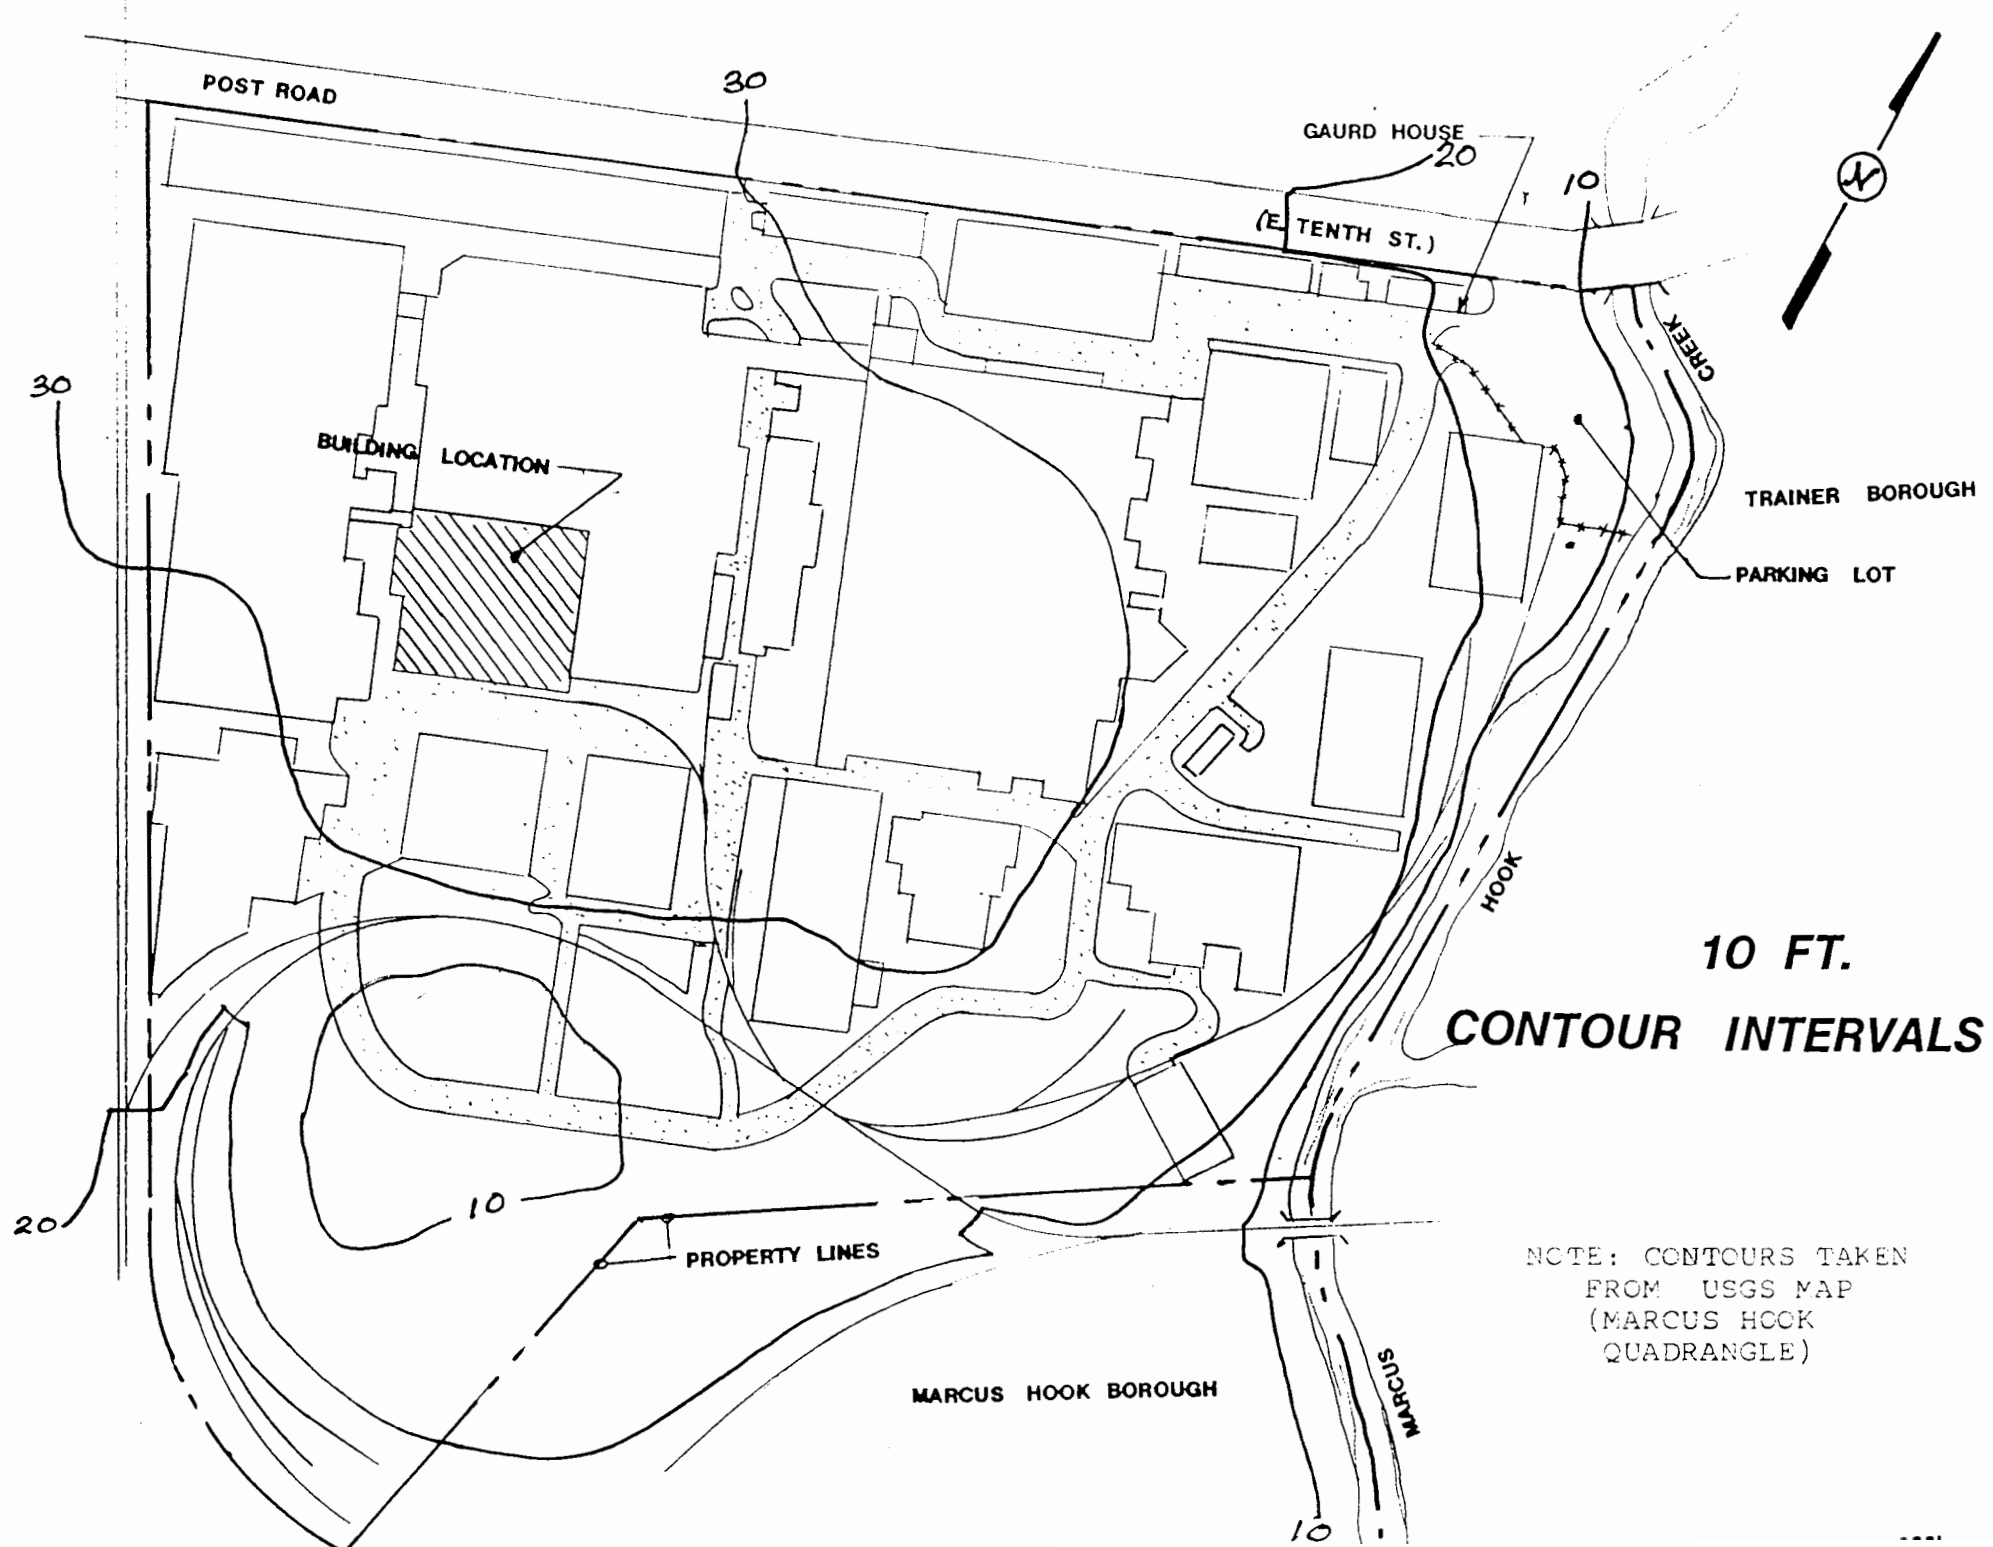 POST ROAD
30
GAURD HOUSE
20
10
(E. TENTH ST.)
N
CREEK
30
BUILDING LOCATION
TRAINER BOROUGH
PARKING LOT
HOOK
10 FT.
CONTOUR INTERVALS
20
10
PROPERTY LINES
NOTE: CONTOURS TAKEN
FROM USGS MAP
(MARCUS HOOK
QUADRANGLE)
MARCUS HOOK BOROUGH
MARCUS
10